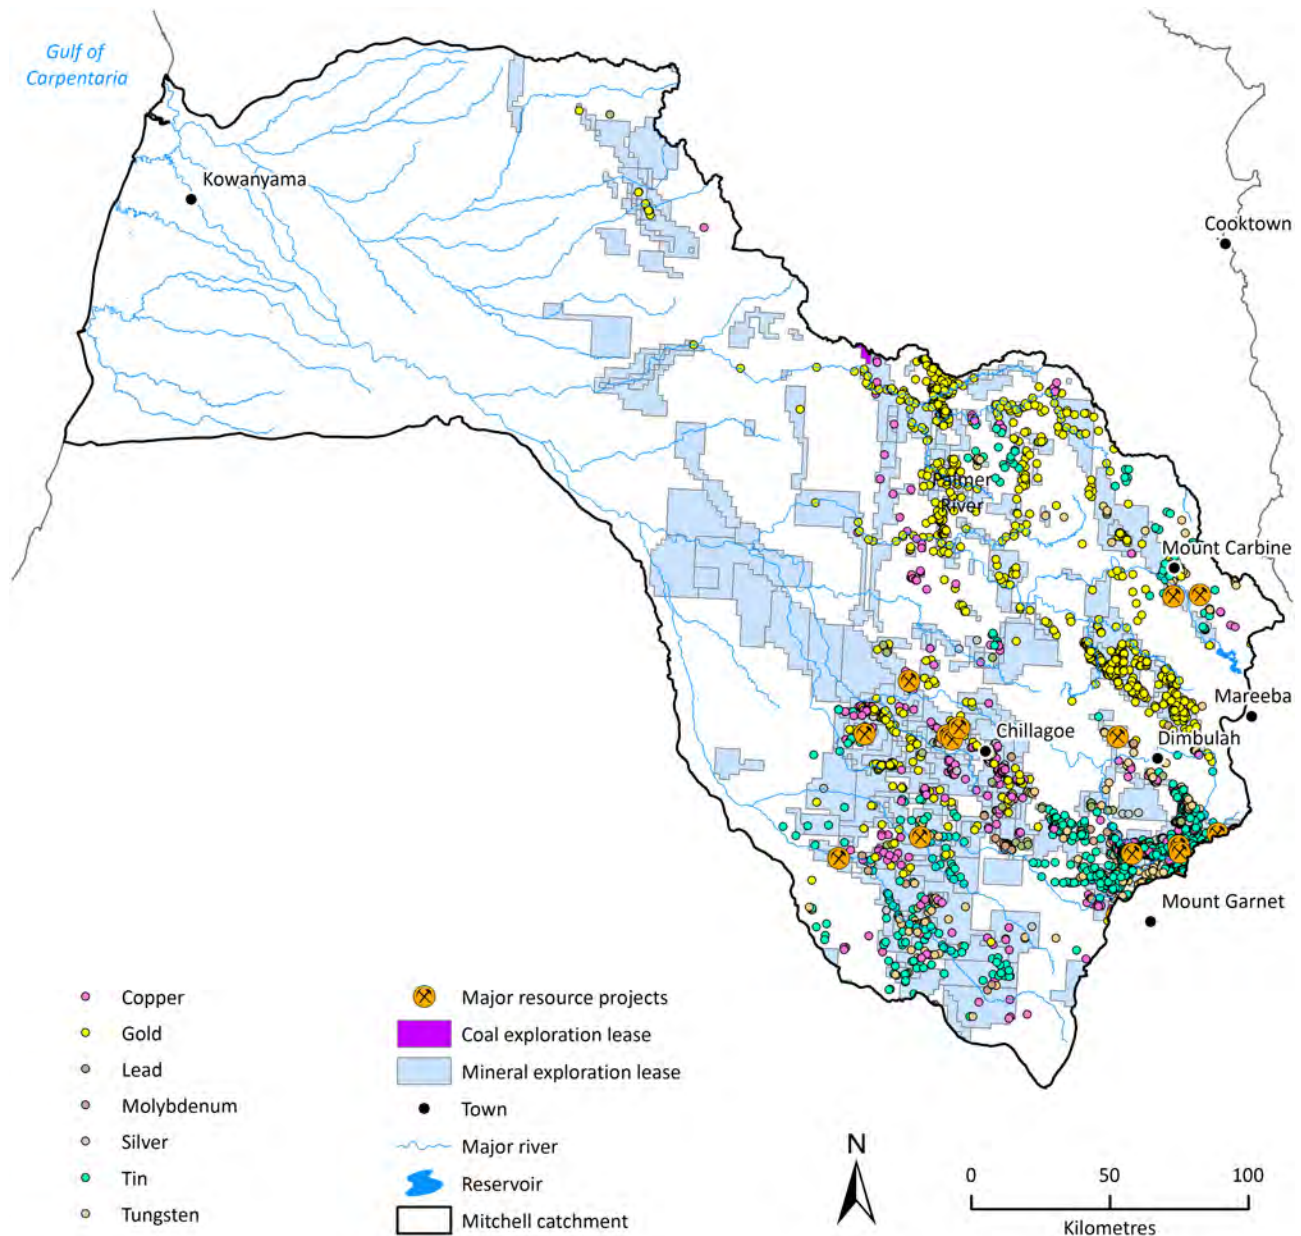 Gulf of
Carpentaria
Kowanyama
Cooktown
Palmer
River
Mount Carbine
Mareeba
Chillagoe
Dimbulah
Mount Garnet
Copper
Gold
Lead
Molybdenum
Silver
Tin
Tungsten
Major resource projects
Coal exploration lease
Mineral exploration lease
Town
Major river
Reservoir
Mitchell catchment
N
0 50 100
Kilometres